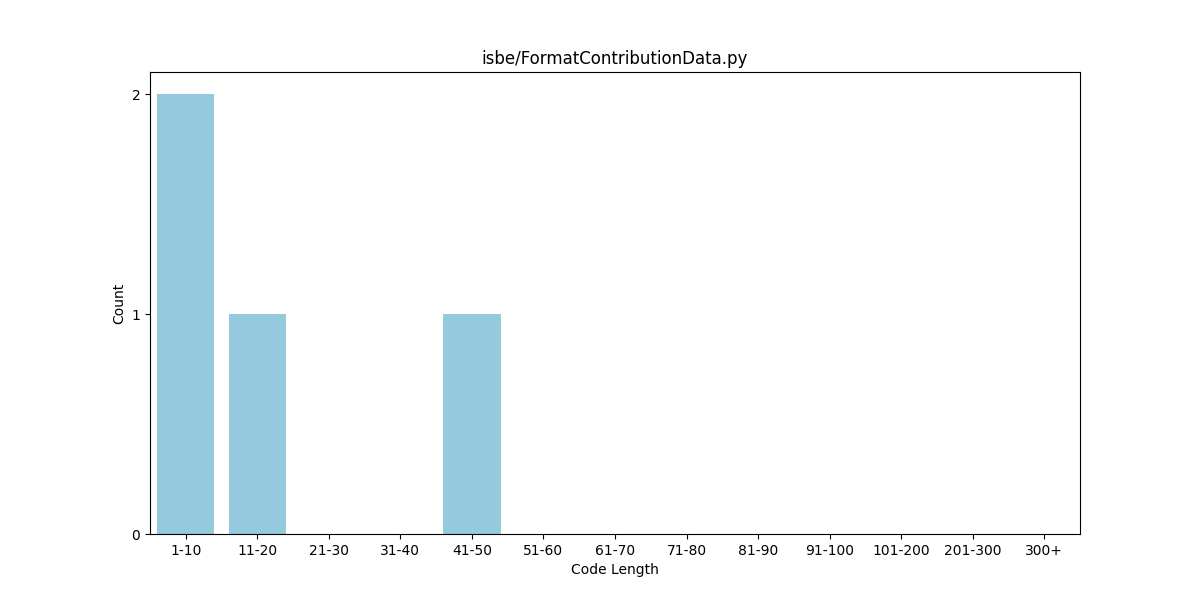 isbe/FormatContributionData.py
2
1
0
Count
1-10 11-20 21-30 31-40 41-50 51-60 61-70 71-80 81-90 91-100 101-200 201-300 300+
Code Length